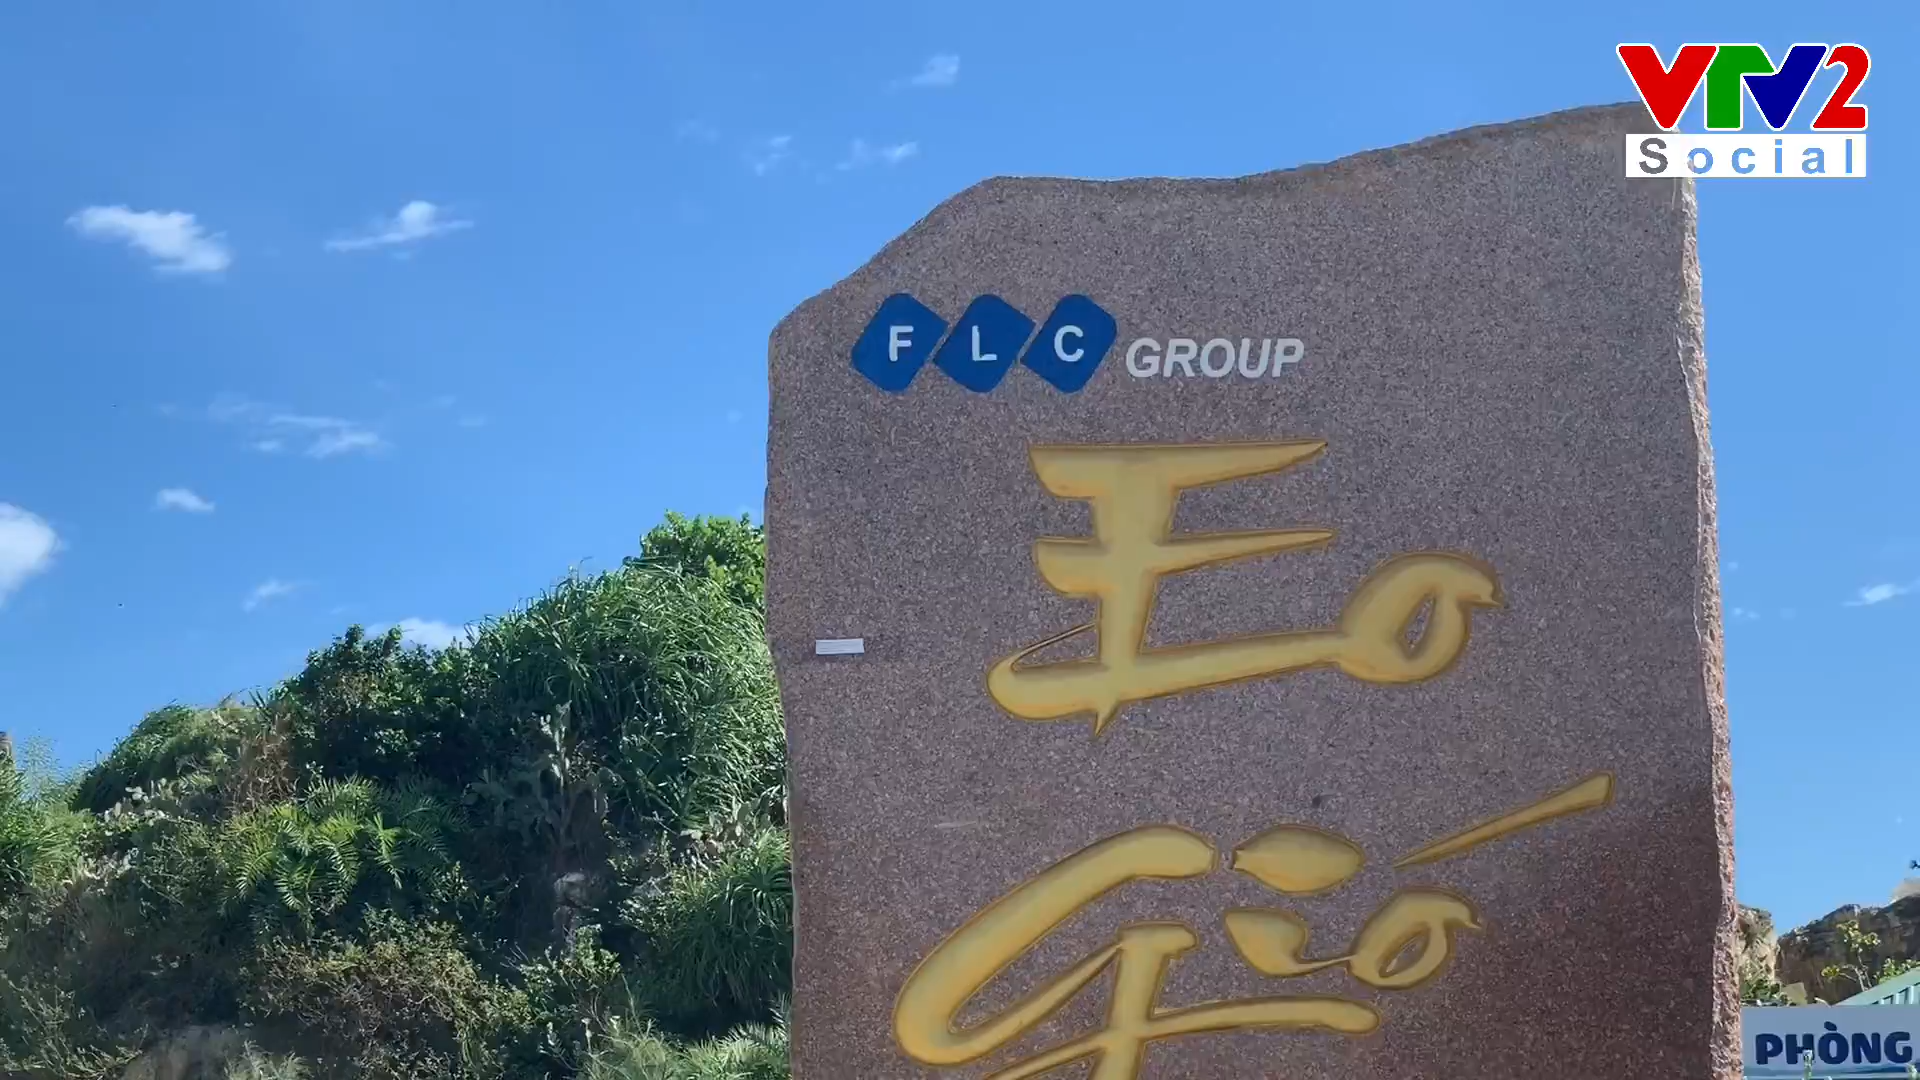 VTV2
Social
FLC GROUP
Eo
Gió
PHÒNG